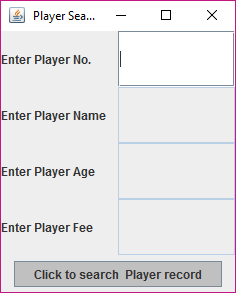 Player Sea...
Enter Player No.
Enter Player Name
Enter Player Age
Enter Player Fee
Click to search  Player record